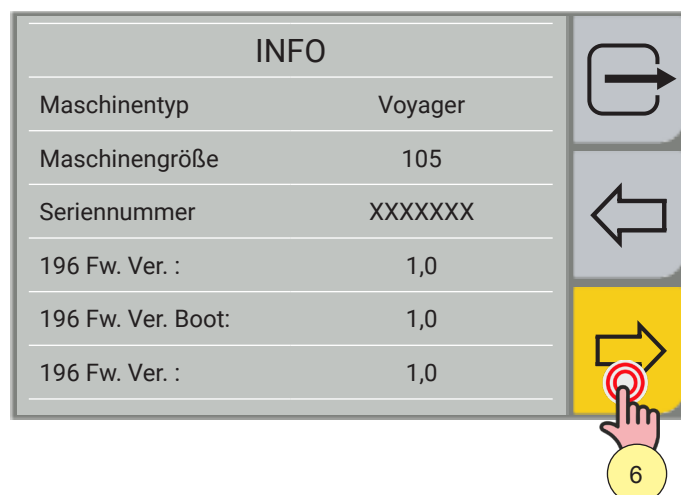 INFO
Maschinentyp Voyager
Maschinengröße 105
Seriennummer XXXXXXX
196 Fw. Ver. : 1,0
196 Fw. Ver. Boot: 1,0
196 Fw. Ver. : 1,0
6